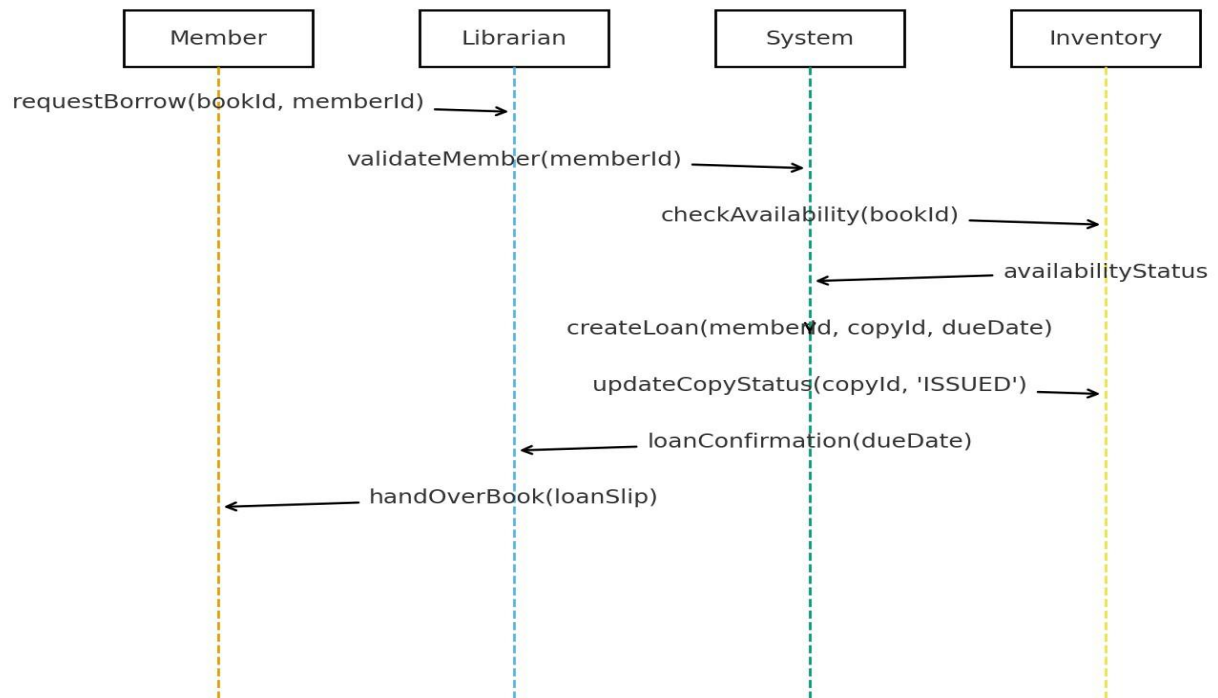 Member
Librarian
System
Inventory
requestBorrow(bookId, memberId)
validateMember(memberId)
checkAvailability(bookId)
availabilityStatus
createLoan(memberId, copyId, dueDate)
updateCopyStatus(copyId, 'ISSUED')
loanConfirmation(dueDate)
handOverBook(loanSlip)